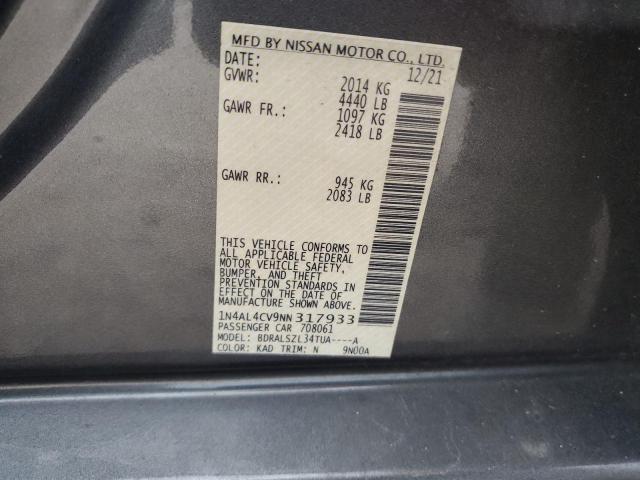 MFD BY NISSAN MOTOR CO., LTD.
DATE: 12/21
GVWR: 2014 KG
4440 LB
GAWR FR.: 1097 KG
2418 LB
GAWR RR.: 945 KG
2083 LB
THIS VEHICLE CONFORMS TO
ALL APPLICABLE FEDERAL
MOTOR VEHICLE SAFETY,
BUMPER, AND THEFT
PREVENTION STANDARDS IN
EFFECT ON THE DATE OF
MANUFACTURE SHOWN ABOVE.
1N4AL4CV9NN317933
PASSENGER CAR 708061
MODEL: BDRALSZL34TUA----A
COLOR: KAD TRIM: N 9N00A